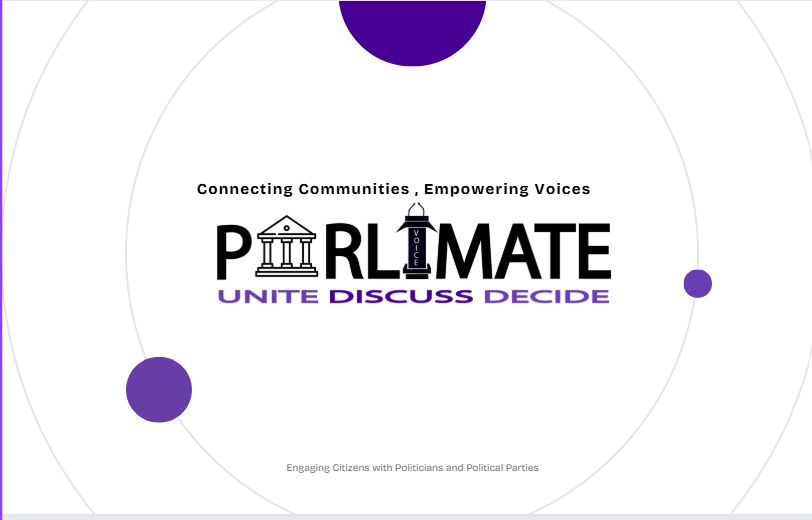 Connecting Communities , Empowering Voices
PARLIMATE
VOICE
UNITE DISCUSS DECIDE
Engaging Citizens with Politicians and Political Parties